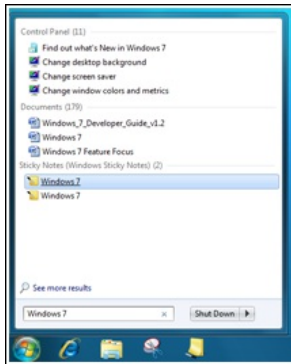 Control Panel (11)
Find out what's New in Windows 7
Change desktop background
Change screen saver
Change window colors and metrics
Documents (179)
Windows_7_Developer_Guide_v1.2
Windows 7
Windows 7 Feature Focus
Sticky Notes (Windows Sticky Notes) (2)
Windows 7
Windows 7
See more results
Windows 7 x Shut Down